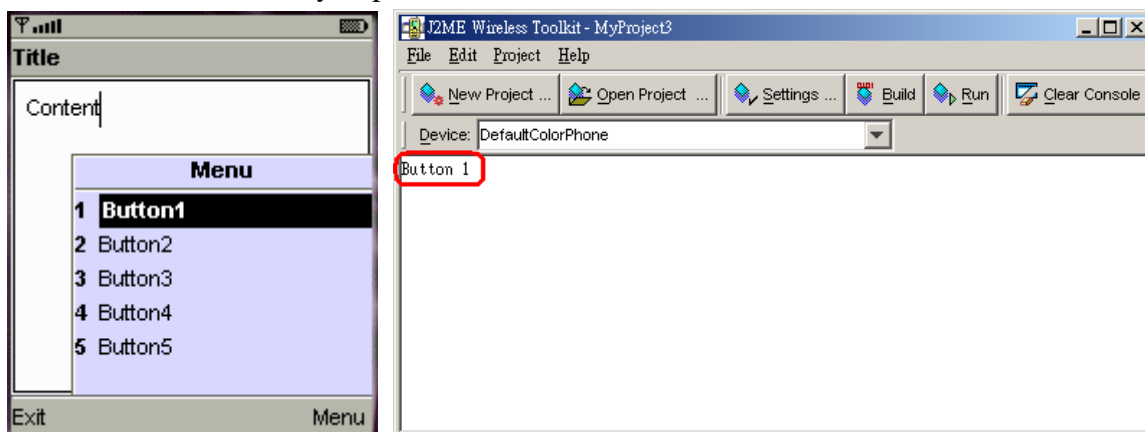 Title
Content
Menu
1 Button1
2 Button2
3 Button3
4 Button4
5 Button5
Exit Menu
J2ME Wireless Toolkit - MyProject3
File Edit Project Help
New Project ... Open Project ... Settings ... Build Run Clear Console
Device: DefaultColorPhone
Button 1